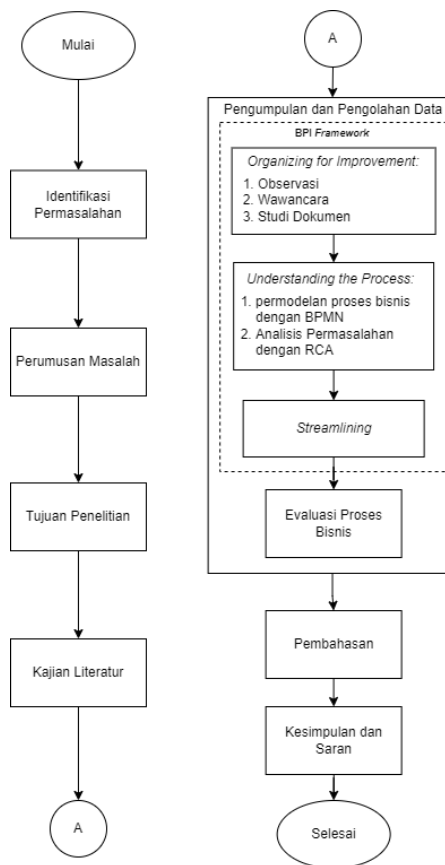 Mulai
Identifikasi
Permasalahan
Perumusan Masalah
Tujuan Penelitian
Kajian Literatur
A
A
Pengumpulan dan Pengolahan Data
BPI Framework
Organizing for Improvement:
1. Observasi
2. Wawancara
3. Studi Dokumen
Understanding the Process:
1. permodelan proses bisnis
dengan BPMN
2. Analisis Permasalahan
dengan RCA
Streamlining
Evaluasi Proses
Bisnis
Pembahasan
Kesimpulan dan
Saran
Selesai